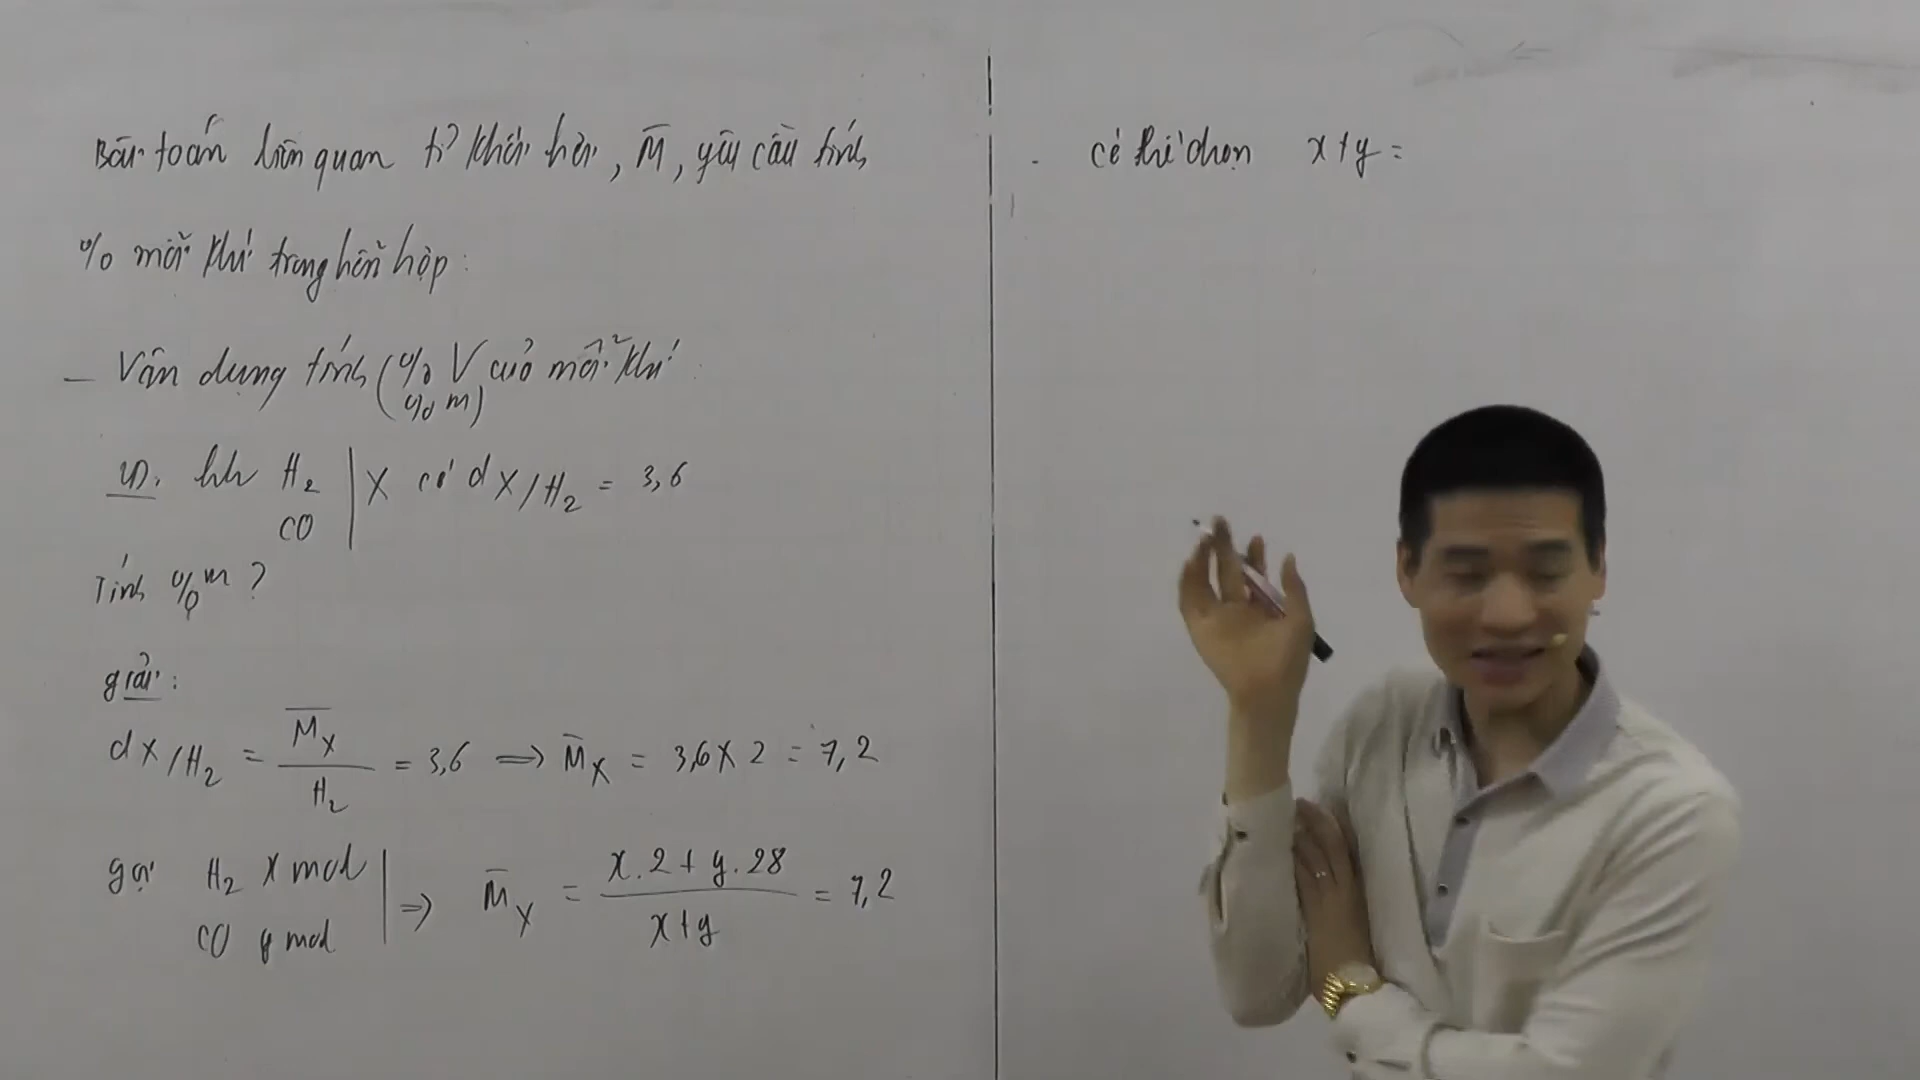 Bài toán liên quan tỉ khối hơi, M̅, yêu cầu tính
% mỗi khí trong hỗn hợp:
- Vận dụng tính (% V của mỗi khí
% m)
VD: hh H₂ | X có d X/H₂ = 3,6
CO
Tính % m ?
giải:
d X/H₂ = M̅x / H₂ = 3,6 => M̅x = 3,6 x 2 = 7,2
gọi H₂ x mol | => M̅x = x.2 + y.28 / x+y = 7,2
CO y mol
- có thể chọn x+y =